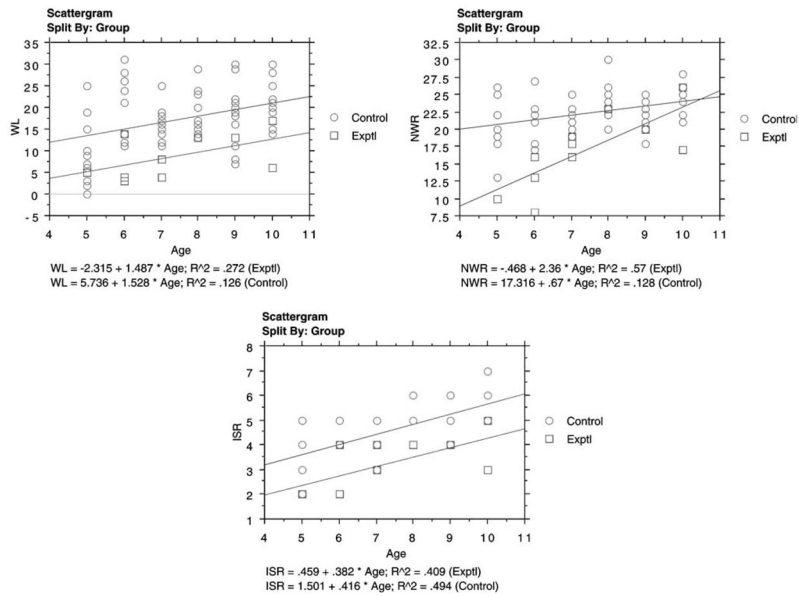 Scattergram
Split By: Group
35
30
25
20
15
10
5
0
-5
WL
4 5 6 7 8 9 10 11
Age
Control
Exptl
WL = -2.315 + 1.487 * Age; R^2 = .272 (Exptl)
WL = 5.736 + 1.528 * Age; R^2 = .126 (Control)
Scattergram
Split By: Group
32.5
30
27.5
25
22.5
20
17.5
15
12.5
10
7.5
NWR
4 5 6 7 8 9 10 11
Age
Control
Exptl
NWR = -.468 + 2.36 * Age; R^2 = .57 (Exptl)
NWR = 17.316 + .67 * Age; R^2 = .128 (Control)
Scattergram
Split By: Group
8
7
6
5
4
3
2
1
ISR
4 5 6 7 8 9 10 11
Age
Control
Exptl
ISR = .459 + .382 * Age; R^2 = .409 (Exptl)
ISR = 1.501 + .416 * Age; R^2 = .494 (Control)